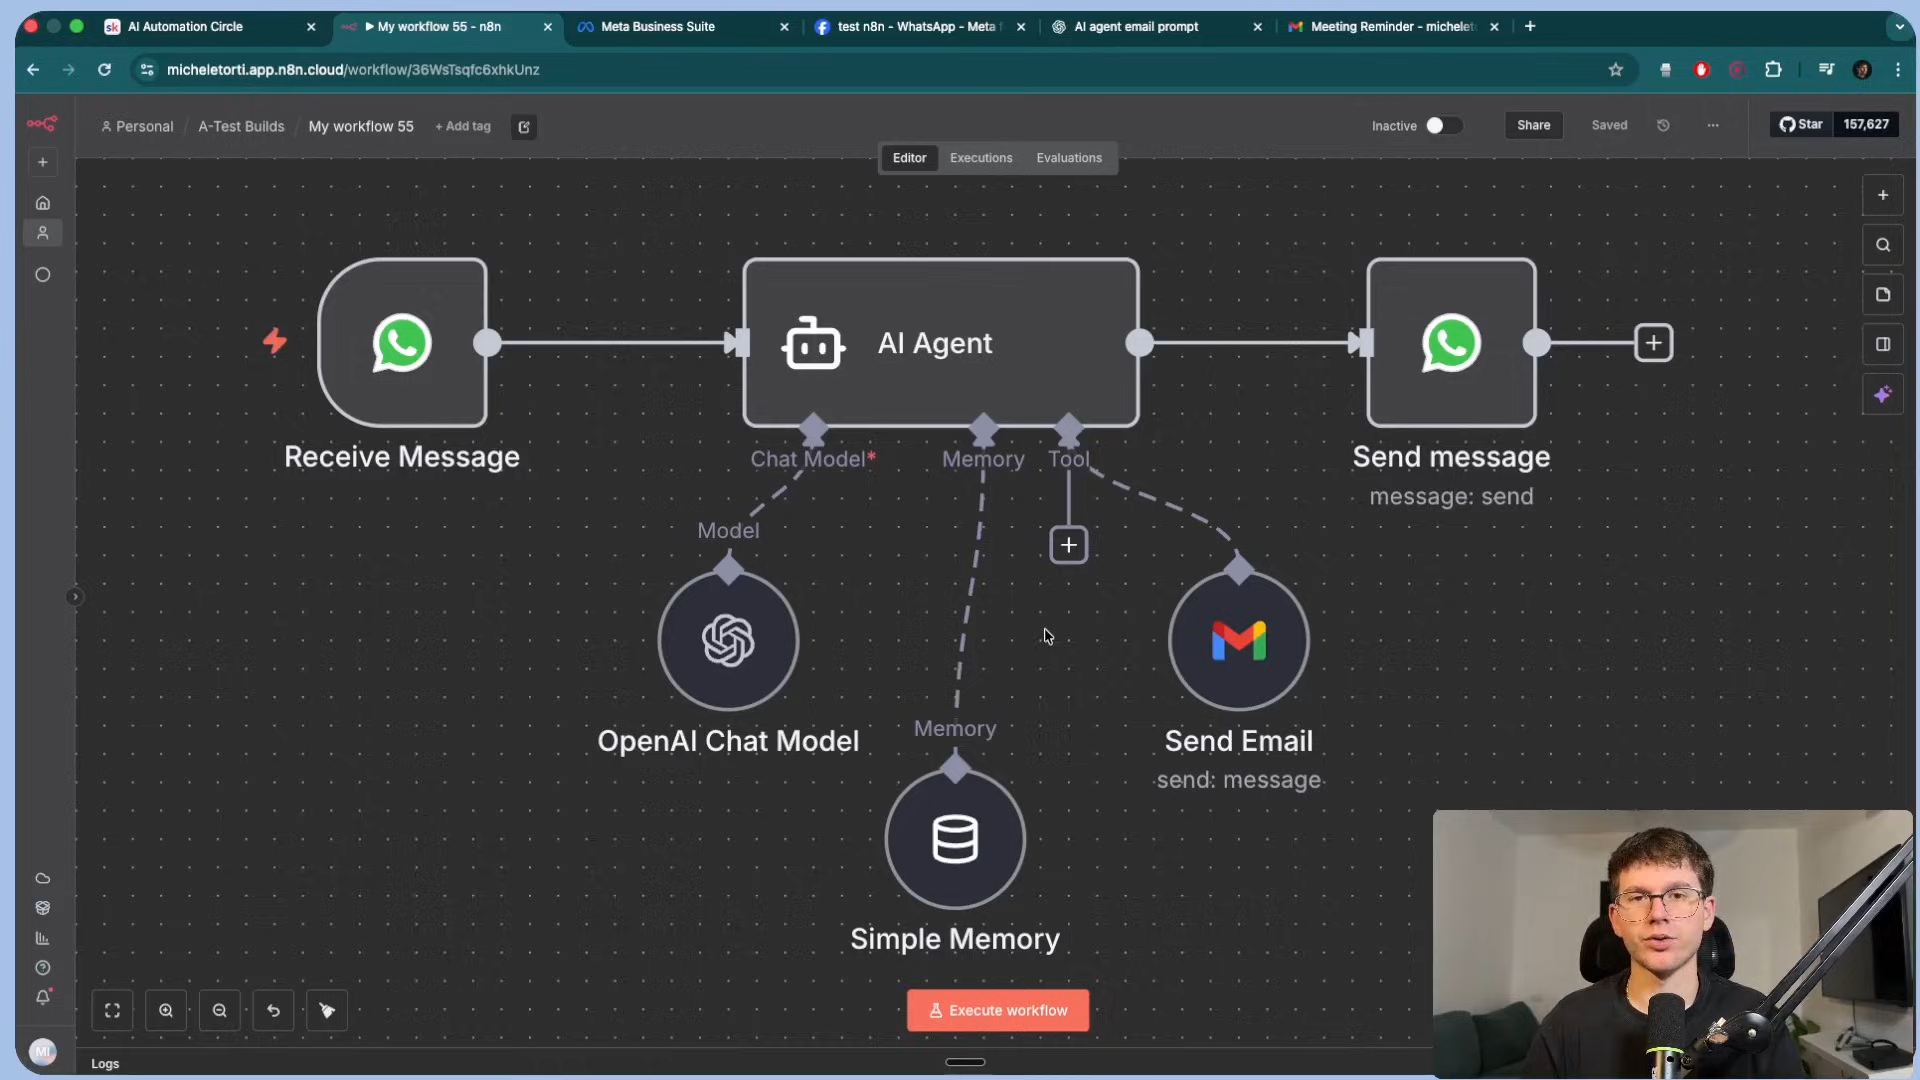 AI Automation Circle
My workflow 55 - n8n
Meta Business Suite
test n8n - WhatsApp - Meta f
AI agent email prompt
Meeting Reminder - michelet
micheletorti.app.n8n.cloud/workflow/36WsTsqfc6xhkUnz
Personal / A-Test Builds / My workflow 55 + Add tag
Inactive
Share
Saved
Star 157,627
Editor
Executions
Evaluations
AI Agent
Receive Message
Chat Model*
Memory
Tool
Send message
message: send
Model
OpenAI Chat Model
Memory
Send Email
send: message
Simple Memory
Execute workflow
MI
Logs